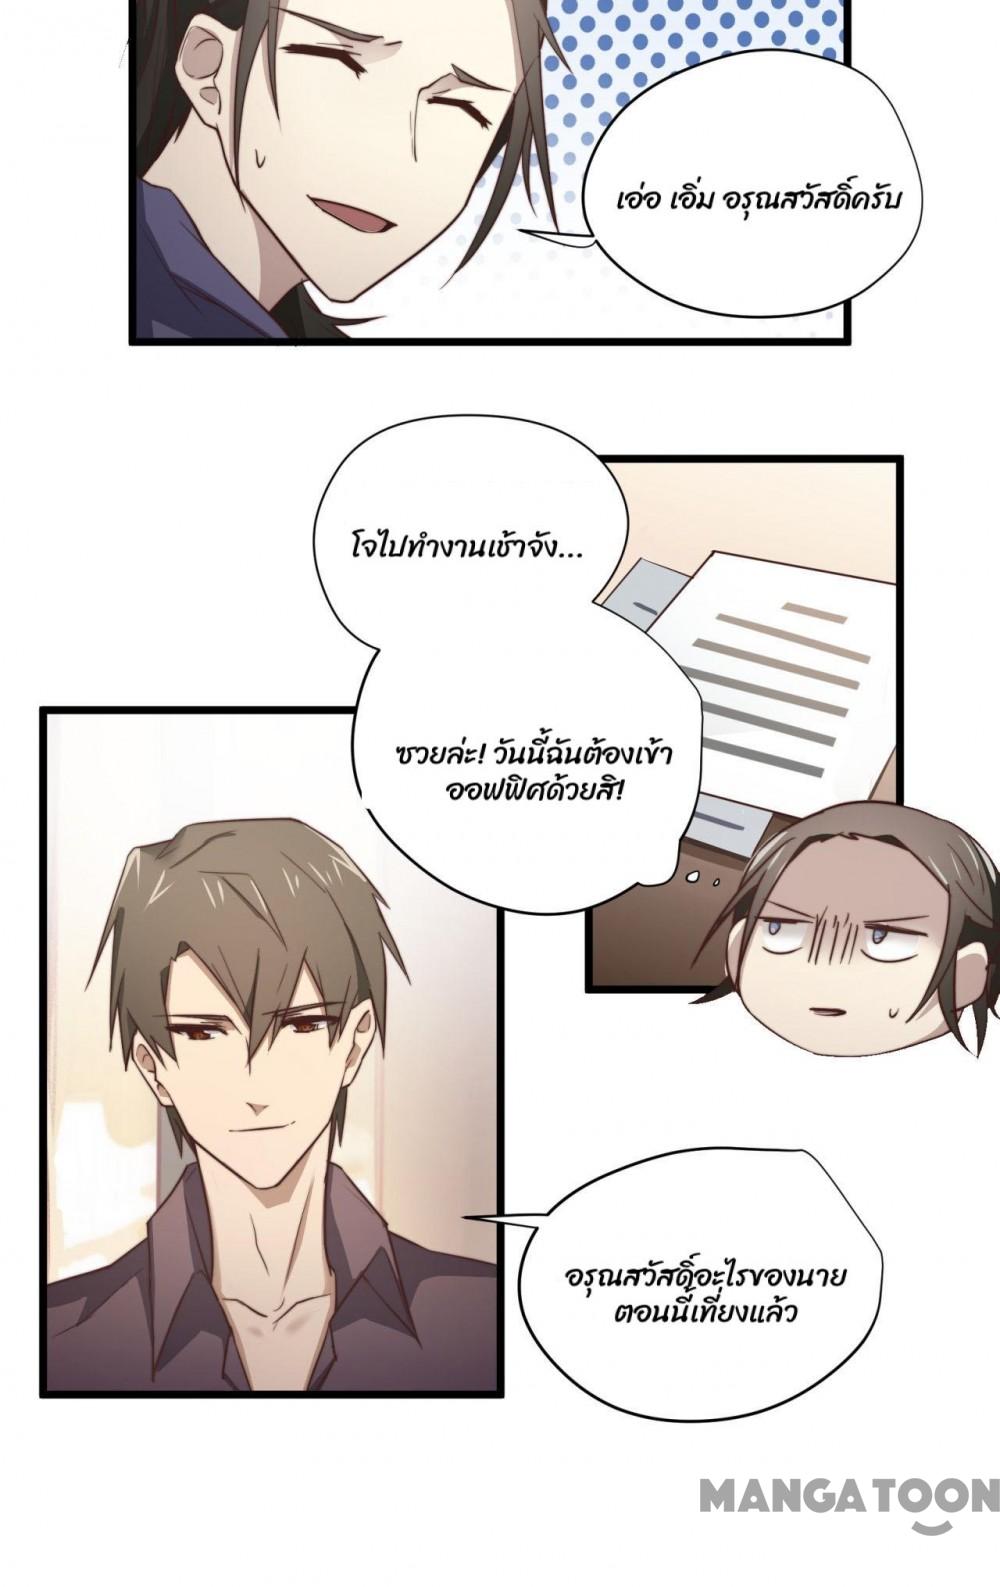 เอ่อ เอิ่ม อรุณสวัสดิ์ครับ
โจไปทำงานเช้าจัง...
ซวยล่ะ! วันนี้ฉันต้องเข้า
ออฟฟิศด้วยสิ!
อรุณสวัสดิ์อะไรของนาย
ตอนนี้เที่ยงแล้ว
MANGATOON